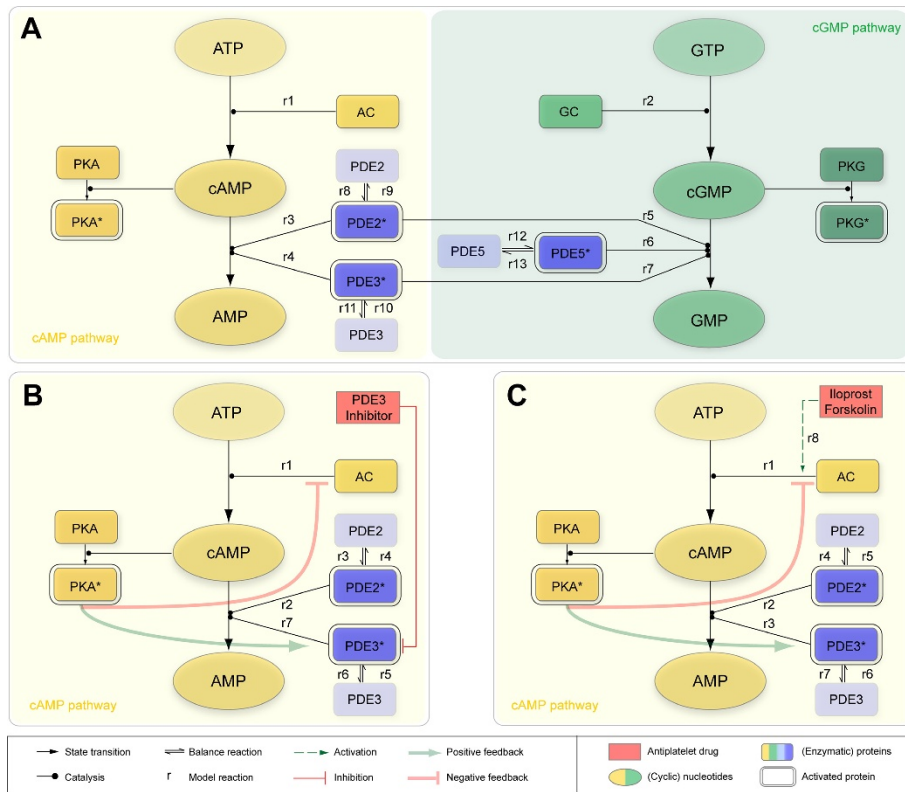 A
cGMP pathway
ATP
GTP
r1
AC
GC
r2
PKA
PDE2
PKG
cAMP
r8
r9
cGMP
PKA*
r3
PDE2*
r5
PKG*
r12
PDE5
PDE5*
r6
r4
r13
r7
PDE3*
r11
r10
AMP
GMP
PDE3
cAMP pathway
B
PDE3
Inhibitor
ATP
r1
AC
PKA
PDE2
cAMP
r3
r4
PKA*
PDE2*
r2
r7
PDE3*
r6
r5
AMP
PDE3
cAMP pathway
C
Iloprost
Forskolin
ATP
r8
r1
AC
PKA
PDE2
cAMP
r4
r5
PKA*
PDE2*
r2
r3
PDE3*
r7
r6
AMP
PDE3
cAMP pathway
State transition
Balance reaction
Activation
Positive feedback
Antiplatelet drug
(Enzymatic) proteins
Catalysis
r
Model reaction
Inhibition
Negative feedback
(Cyclic) nucleotides
Activated protein